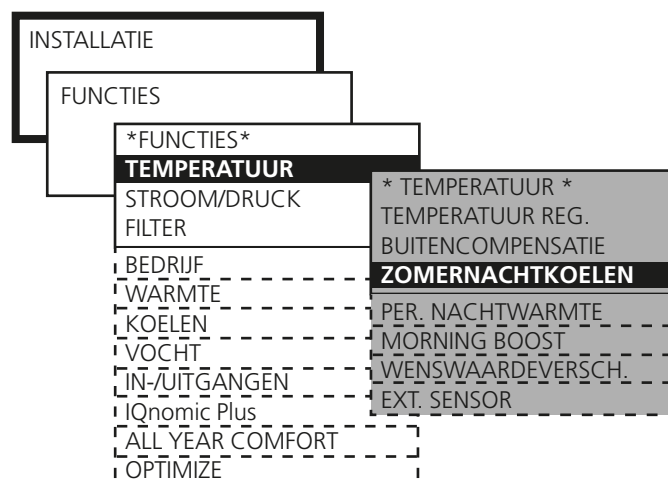 INSTALLATIE
FUNCTIES
*FUNCTIES*
TEMPERATUUR
STROOM/DRUCK
FILTER
BEDRIJF
WARMTE
KOELEN
VOCHT
IN-/UITGANGEN
IQnomic Plus
ALL YEAR COMFORT
OPTIMIZE
* TEMPERATUUR *
TEMPERATUUR REG.
BUITENCOMPENSATIE
ZOMERNACHTKOELEN
PER. NACHTWARMTE
MORNING BOOST
WENSWAARDEVERSCH.
EXT. SENSOR